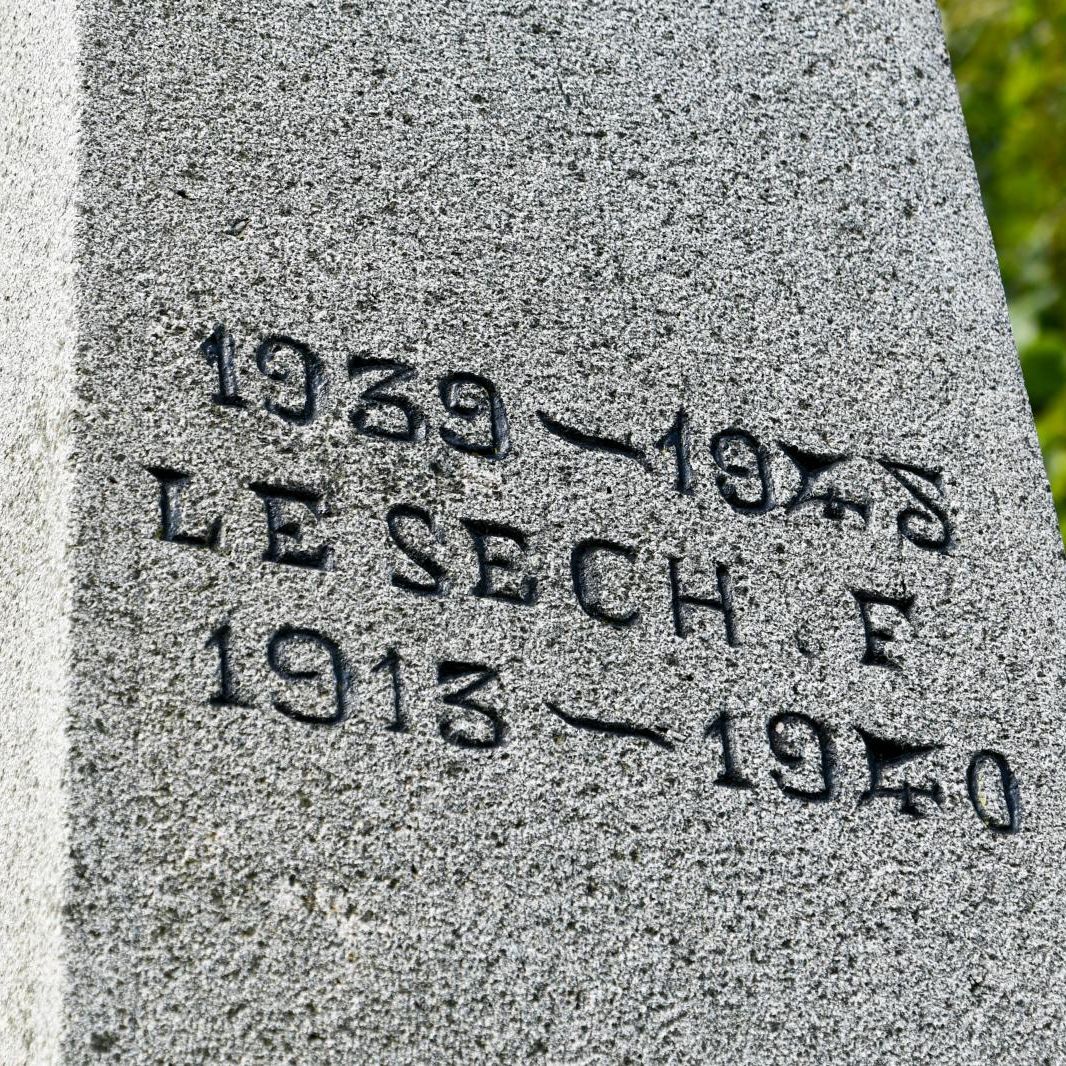 1939 — 1945
LE SECH . F
1913 — 1940